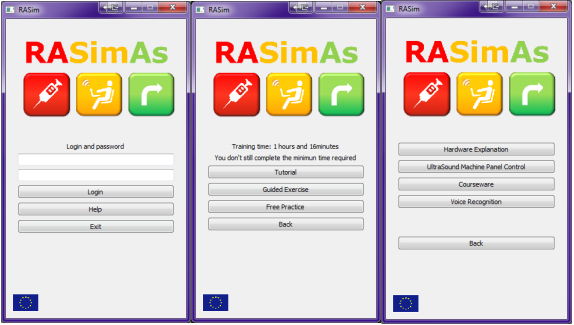 RASim
RASimAs
Login and password
Login
Help
Exit
RASim
RASimAs
Training time: 1 hours and 16minutes
You don't still complete the minimun time required
Tutorial
Guided Exercise
Free Practice
Back
RASim
RASimAs
Hardware Explanation
UltraSound Machine Panel Control
Courseware
Voice Recognition
Back